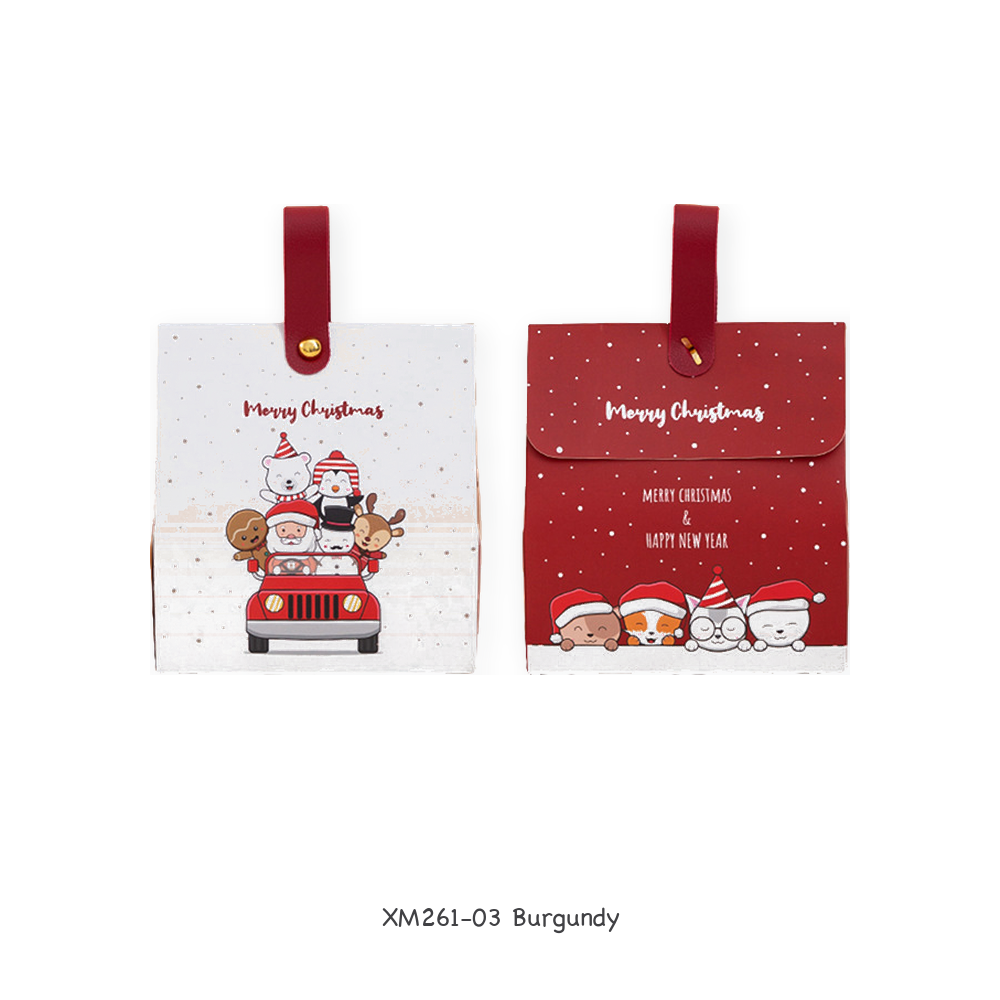 Merry Christmas
Merry Christmas
MERRY CHRISTMAS
&
HAPPY NEW YEAR
XM261-03 Burgundy